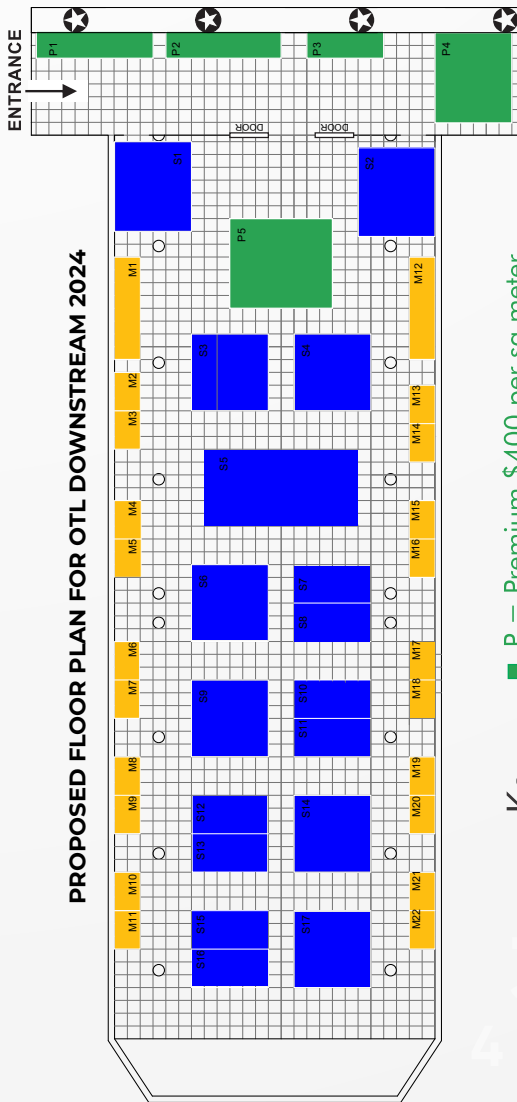 ENTRANCE
PROPOSED FLOOR PLAN FOR OTL DOWNSTREAM 2024
P1
P2
P3
P4
DOOR
DOOR
S1
S2
P5
M1
M12
S3
S4
M2
M13
M3
M14
S5
M4
M15
M5
M16
S6
S7
S8
M6
M17
M7
M18
S9
S10
S11
M8
M19
M9
M20
S12
S13
S14
M10
M21
M11
M22
S15
S16
S17
P – Premium $400 per sq meter
4